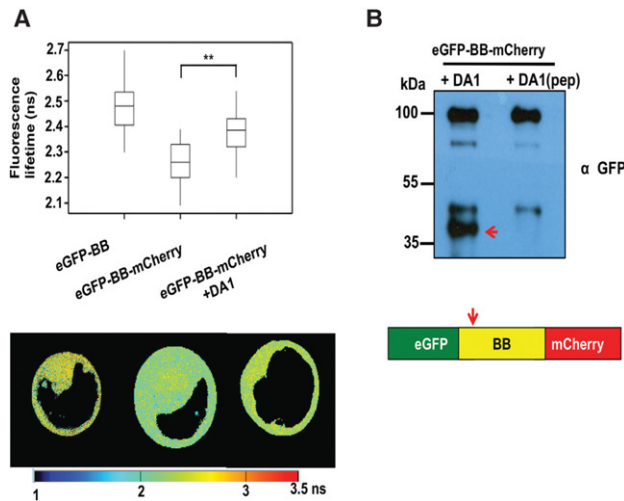 A
Fluorescence
lifetime (ns)
2.7
2.6
2.5
2.4
2.3
2.2
2.1
**
eGFP-BB
eGFP-BB-mCherry
eGFP-BB-mCherry
+DA1
1
2
3
3.5 ns
B
eGFP-BB-mCherry
kDa
+ DA1
+ DA1(pep)
100
55
35
α GFP
eGFP
BB
mCherry